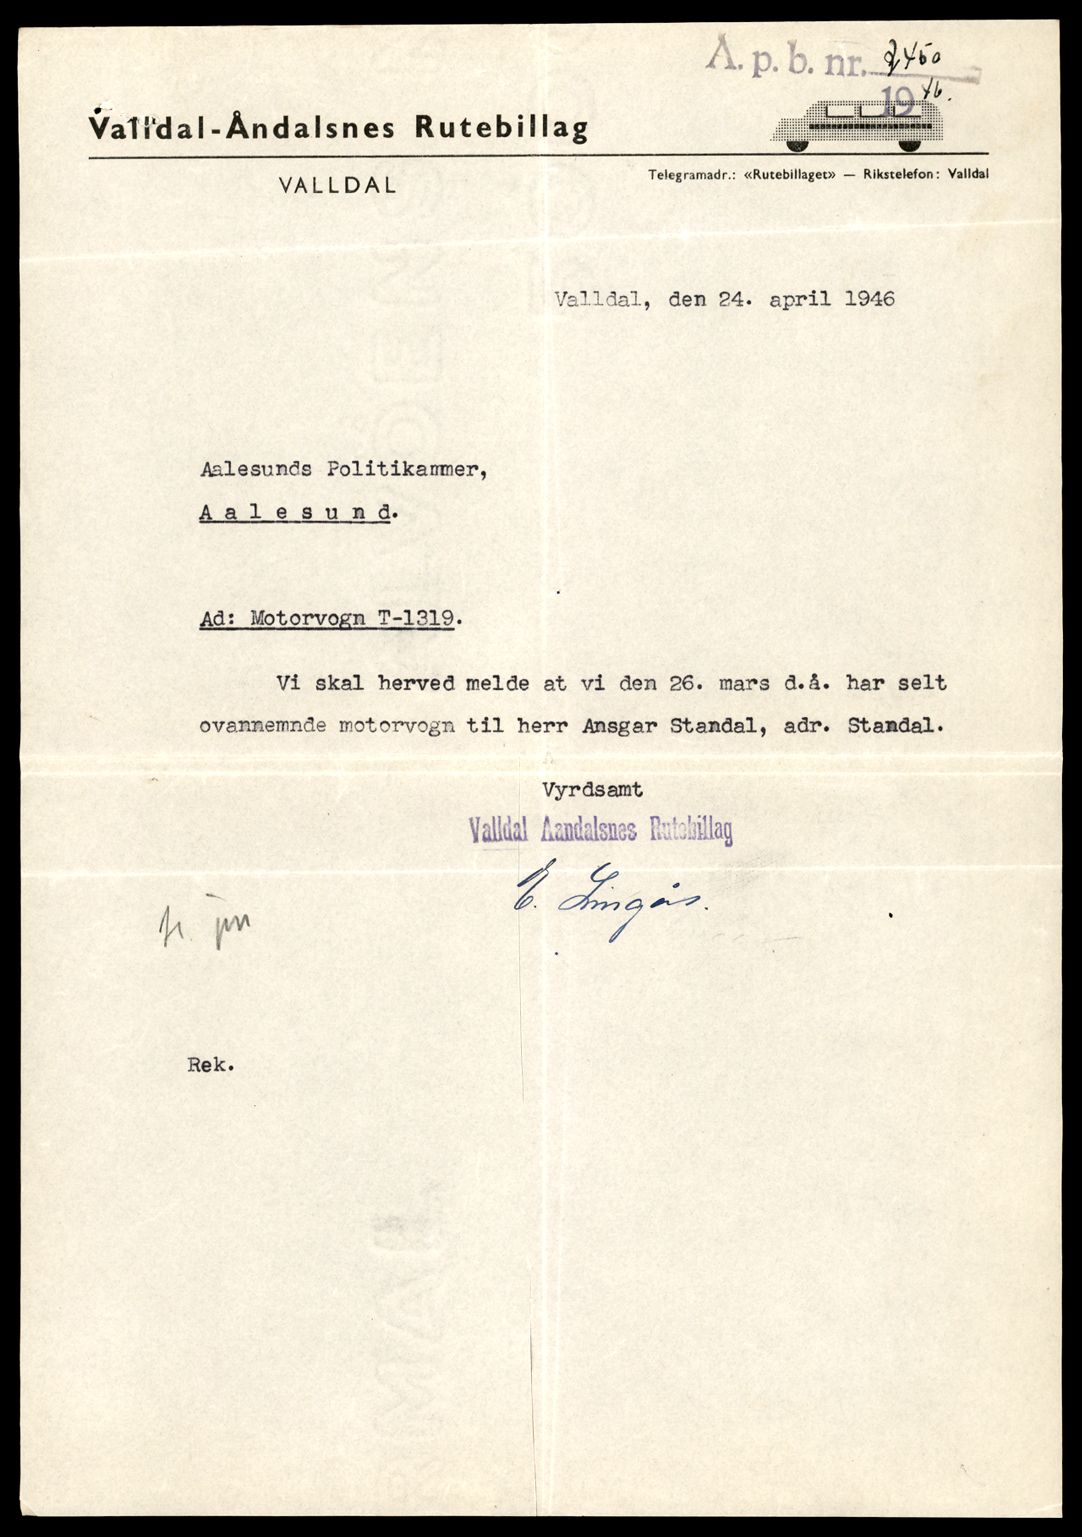 A. p. b. nr. 2450
19 46.
Valldal-Åndalsnes Rutebillag
VALLDAL
Telegramadr.: «Rutebillaget» — Rikstelefon: Valldal
Valldal, den 24. april 1946
Aalesunds Politikammer,
A a l e s u n d.
Ad: Motorvogn T-1319.
Vi skal herved melde at vi den 26. mars d.å. har selt
ovannemnde motorvogn til herr Ansgar Standal, adr. Standal.
Vyrdsamt
Valldal Aandalsnes Rutebillag
E. Lingås.
Rek.